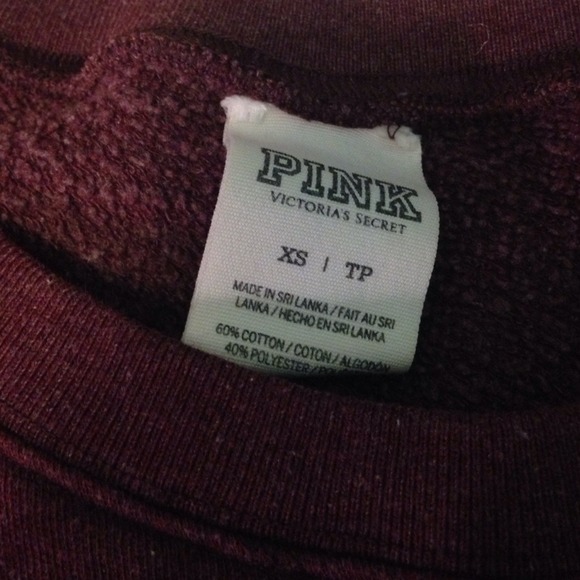 PINK
VICTORIA'S SECRET
XS | TP
MADE IN SRI LANKA / FAIT AU SRI
LANKA / HECHO EN SRI LANKA
60% COTTON / COTON / ALGODÓN
40% POLYESTER /